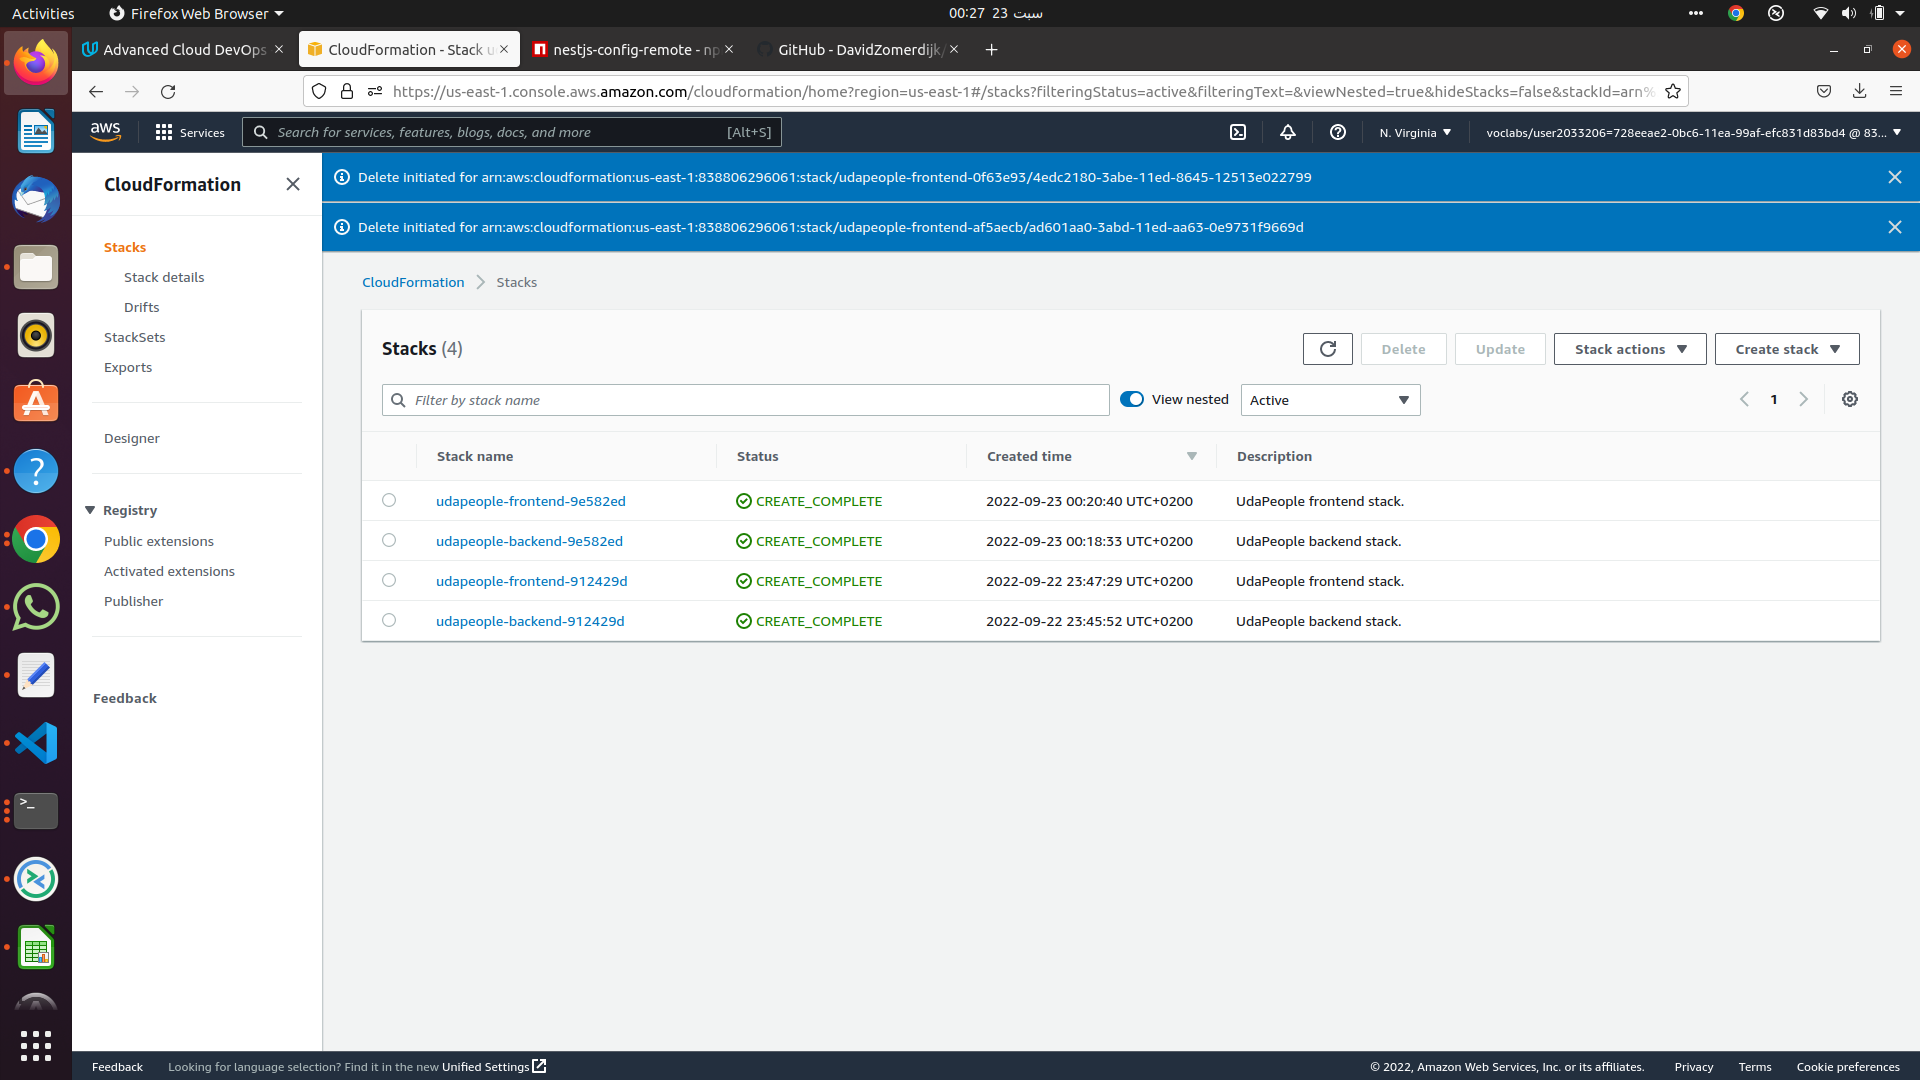 Activities
Firefox Web Browser
00:27 23 سبت
Advanced Cloud DevOps
CloudFormation - Stack u
nestjs-config-remote - np
GitHub - DavidZomerdijk/
https://us-east-1.console.aws.amazon.com/cloudformation/home?region=us-east-1#/stacks?filteringStatus=active&filteringText=&viewNested=true&hideStacks=false&stackId=arn%
aws
Services
Search for services, features, blogs, docs, and more
[Alt+S]
N. Virginia
voclabs/user2033206=728eeae2-0bc6-11ea-99af-efc831d83bd4 @ 83...
CloudFormation
Stacks
Stack details
Drifts
StackSets
Exports
Designer
Registry
Public extensions
Activated extensions
Publisher
Feedback
Delete initiated for arn:aws:cloudformation:us-east-1:838806296061:stack/udapeople-frontend-0f63e93/4edc2180-3abe-11ed-8645-12513e022799
Delete initiated for arn:aws:cloudformation:us-east-1:838806296061:stack/udapeople-frontend-af5aecb/ad601aa0-3abd-11ed-aa63-0e9731f9669d
CloudFormation
Stacks
Stacks (4)
Delete
Update
Stack actions
Create stack
Filter by stack name
View nested
Active
1
Stack name Status Created time Description
udapeople-frontend-9e582ed CREATE_COMPLETE 2022-09-23 00:20:40 UTC+0200 UdaPeople frontend stack.
udapeople-backend-9e582ed CREATE_COMPLETE 2022-09-23 00:18:33 UTC+0200 UdaPeople backend stack.
udapeople-frontend-912429d CREATE_COMPLETE 2022-09-22 23:47:29 UTC+0200 UdaPeople frontend stack.
udapeople-backend-912429d CREATE_COMPLETE 2022-09-22 23:45:52 UTC+0200 UdaPeople backend stack.
Feedback
Looking for language selection? Find it in the new Unified Settings
© 2022, Amazon Web Services, Inc. or its affiliates.
Privacy
Terms
Cookie preferences